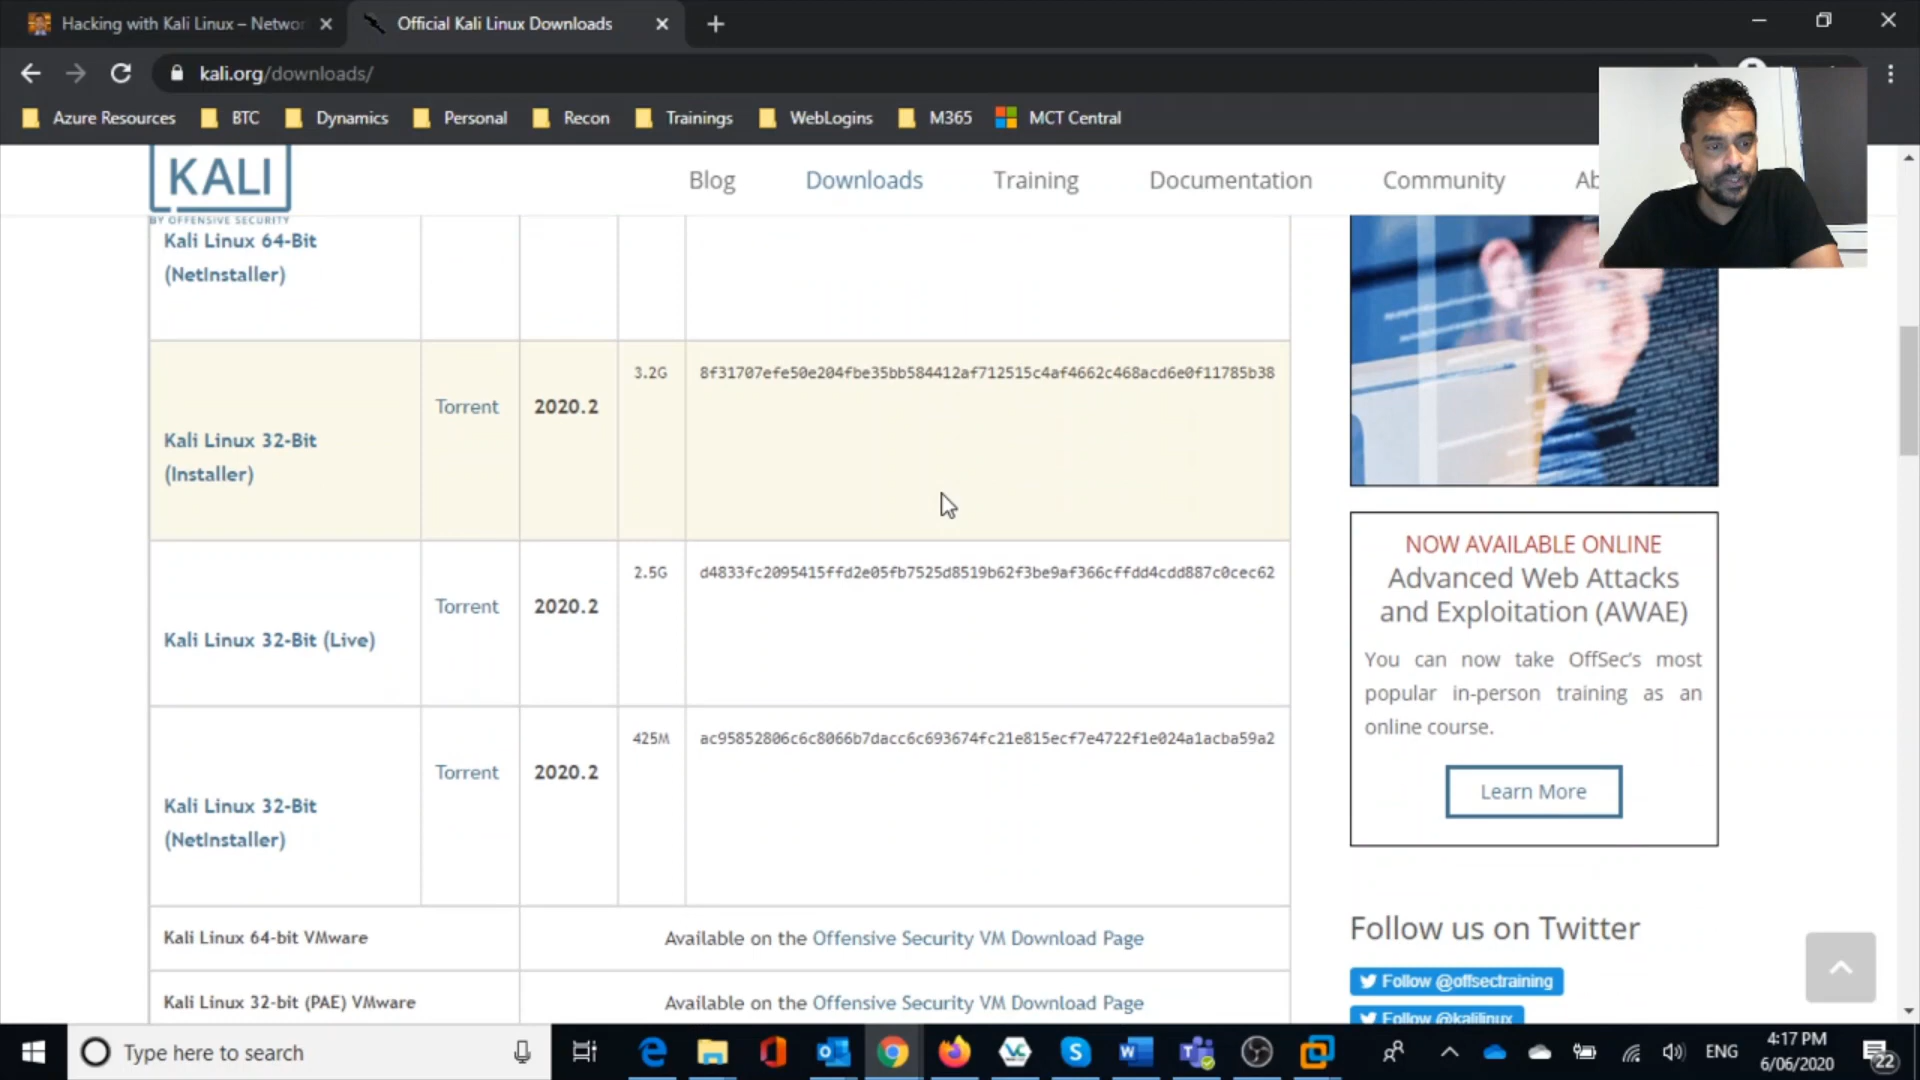 Hacking with Kali Linux – Networ
Official Kali Linux Downloads
kali.org/downloads/
Azure Resources BTC Dynamics Personal Recon Trainings WebLogins M365 MCT Central
KALI
BY OFFENSIVE SECURITY
Blog Downloads Training Documentation Community Ab
Kali Linux 64-Bit
(NetInstaller)
Kali Linux 32-Bit
(Installer)
Torrent
2020.2
3.2G
8f31707efe50e204fbe35bb584412af712515c4af4662c468acd6e0f11785b38
Kali Linux 32-Bit (Live)
Torrent
2020.2
2.5G
d4833fc2095415ffd2e05fb7525d8519b62f3be9af366cffdd4cdd887c0cec62
Kali Linux 32-Bit
(NetInstaller)
Torrent
2020.2
425M
ac95852806c6c8066b7dacc6c693674fc21e815ecf7e4722f1e024a1acba59a2
Kali Linux 64-bit VMware
Available on the Offensive Security VM Download Page
Kali Linux 32-bit (PAE) VMware
Available on the Offensive Security VM Download Page
NOW AVAILABLE ONLINE
Advanced Web Attacks
and Exploitation (AWAE)
You can now take OffSec's most
popular in-person training as an
online course.
Learn More
Follow us on Twitter
Follow @offsectraining
Follow @kalilinux
Type here to search
ENG
4:17 PM
6/06/2020
22